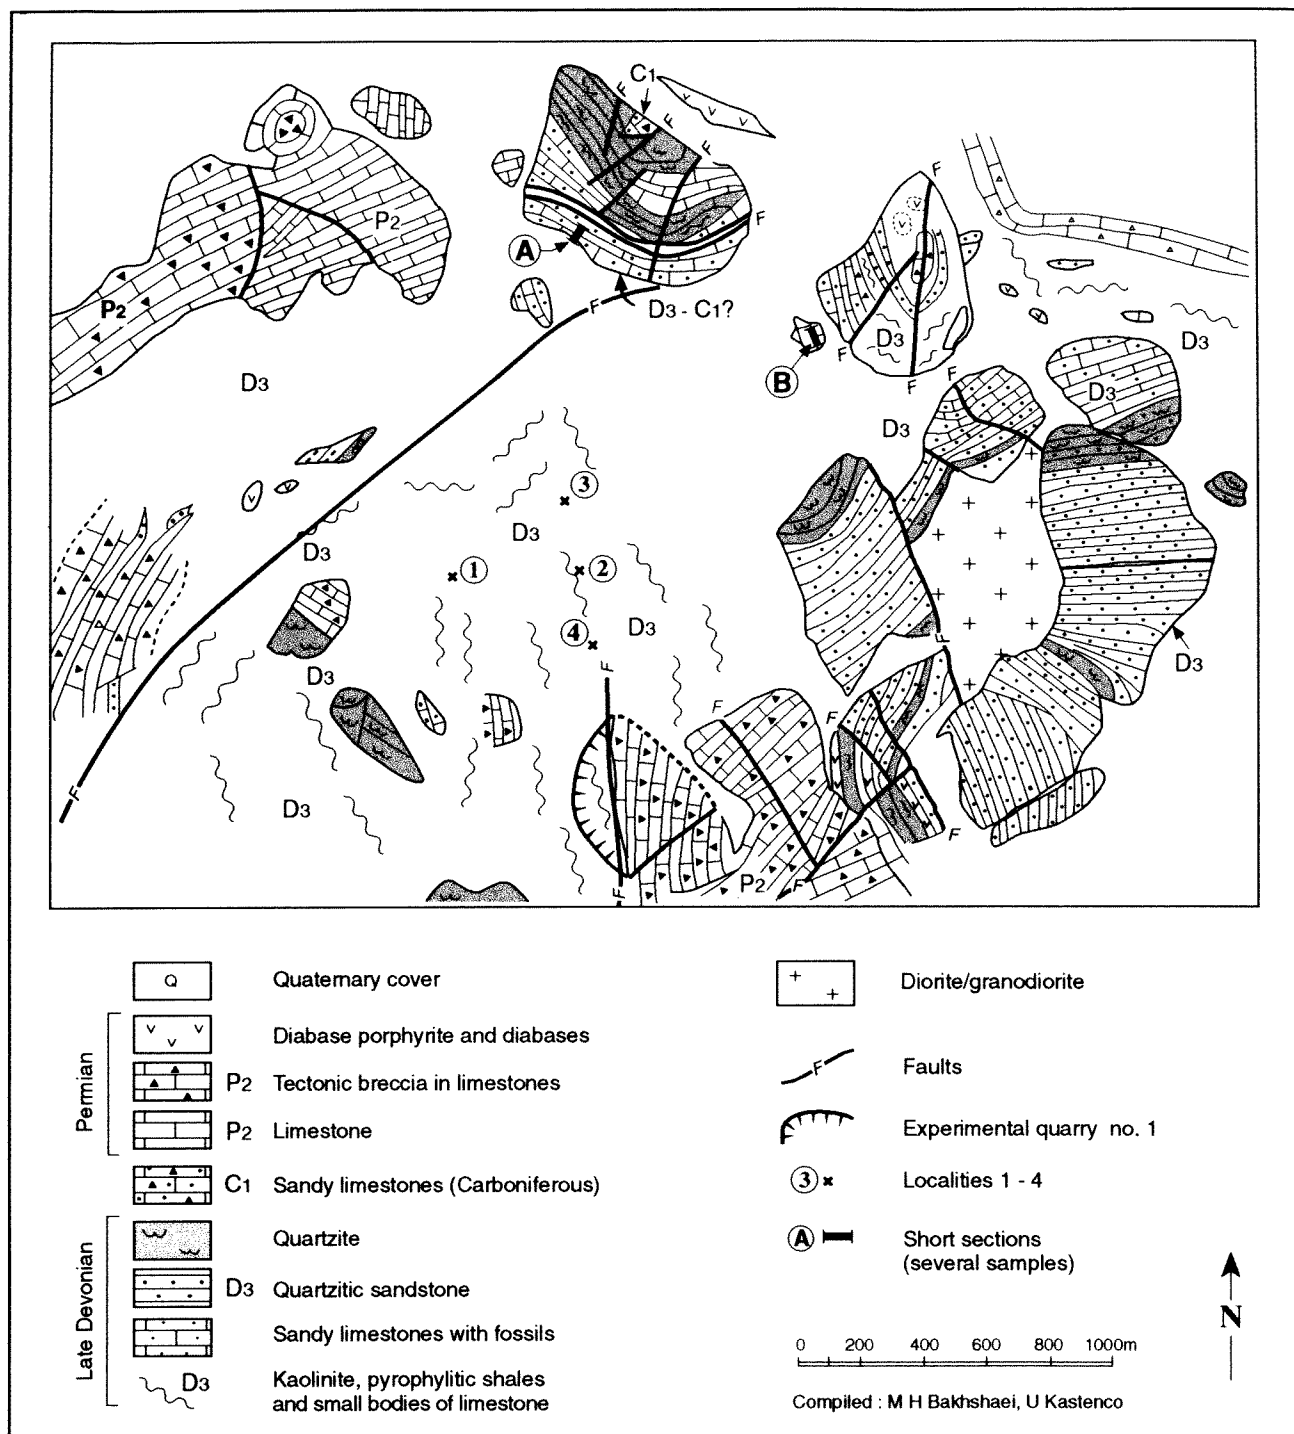 C1
F
F
F
F
P2
A
D3 - C1?
F
P2
D3
F
D3
F
F
B
F
D3
D3
D3
3
D3
D3
1
2
4
D3
D3
F
D3
F
F
F
D3
F
D3
F
P2
F
F
Q
Quaternary cover
Diorite/granodiorite
Permian
Diabase porphyrite and diabases
P2
Tectonic breccia in limestones
F
Faults
P2
Limestone
Experimental quarry no. 1
C1
Sandy limestones (Carboniferous)
3
Localities 1 - 4
Late Devonian
Quartzite
A
Short sections
(several samples)
D3
Quartzitic sandstone
Sandy limestones with fossils
D3
Kaolinite, pyrophylitic shales
and small bodies of limestone
N
0 200 400 600 800 1000m
Compiled : M H Bakhshaei, U Kastenco